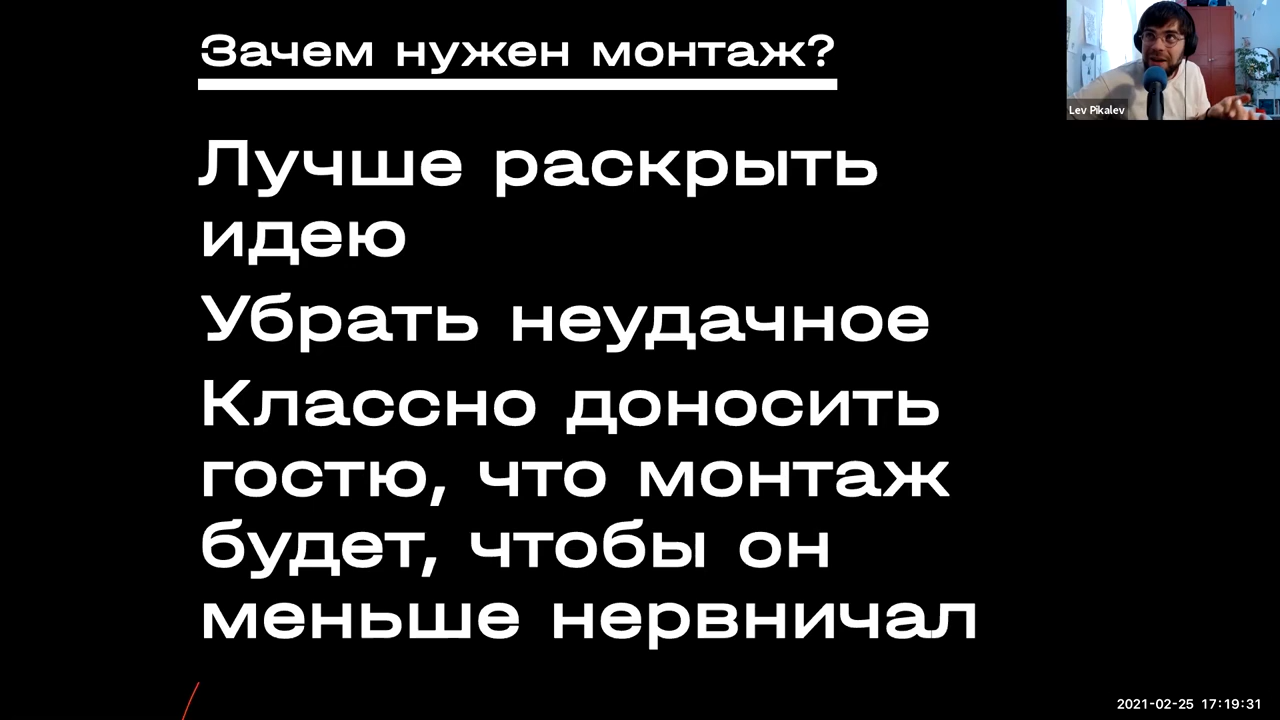 Зачем нужен монтаж?
Lev Pikalev
Лучше раскрыть
идею
Убрать неудачное
Классно доносить
гостю, что монтаж
будет, чтобы он
меньше нервничал
2021-02-25 17:19:31